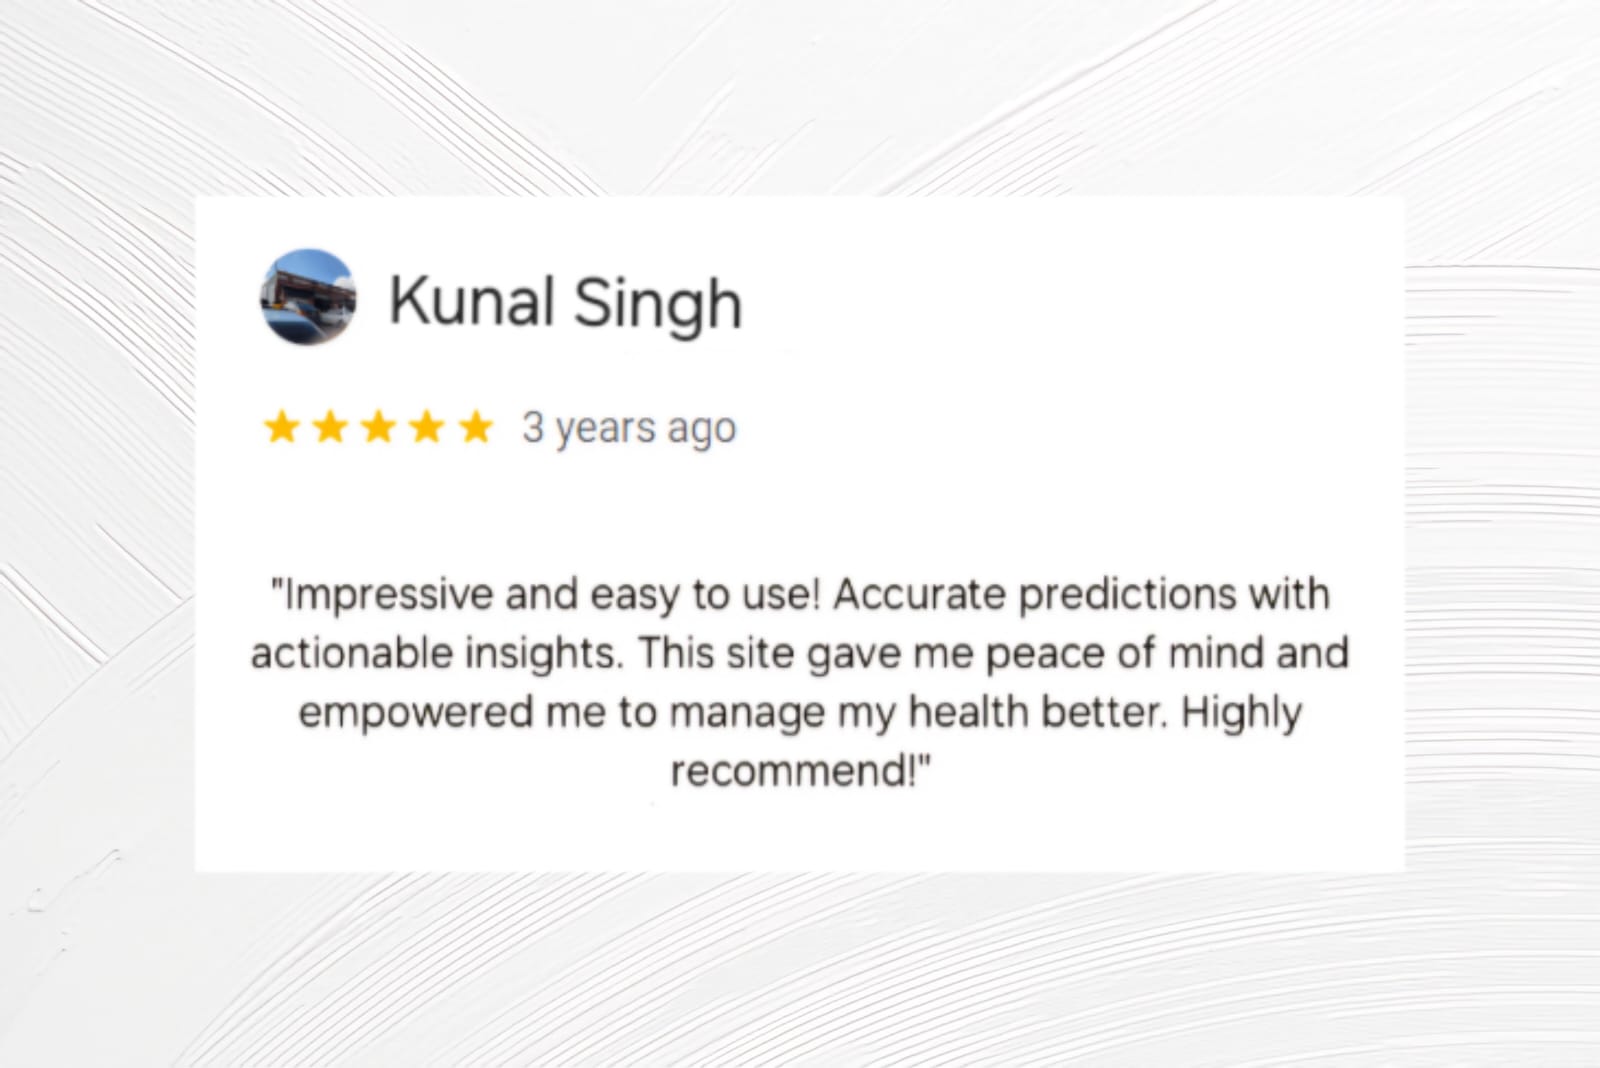 Kunal Singh
3 years ago
"Impressive and easy to use! Accurate predictions with
actionable insights. This site gave me peace of mind and
empowered me to manage my health better. Highly
recommend!"